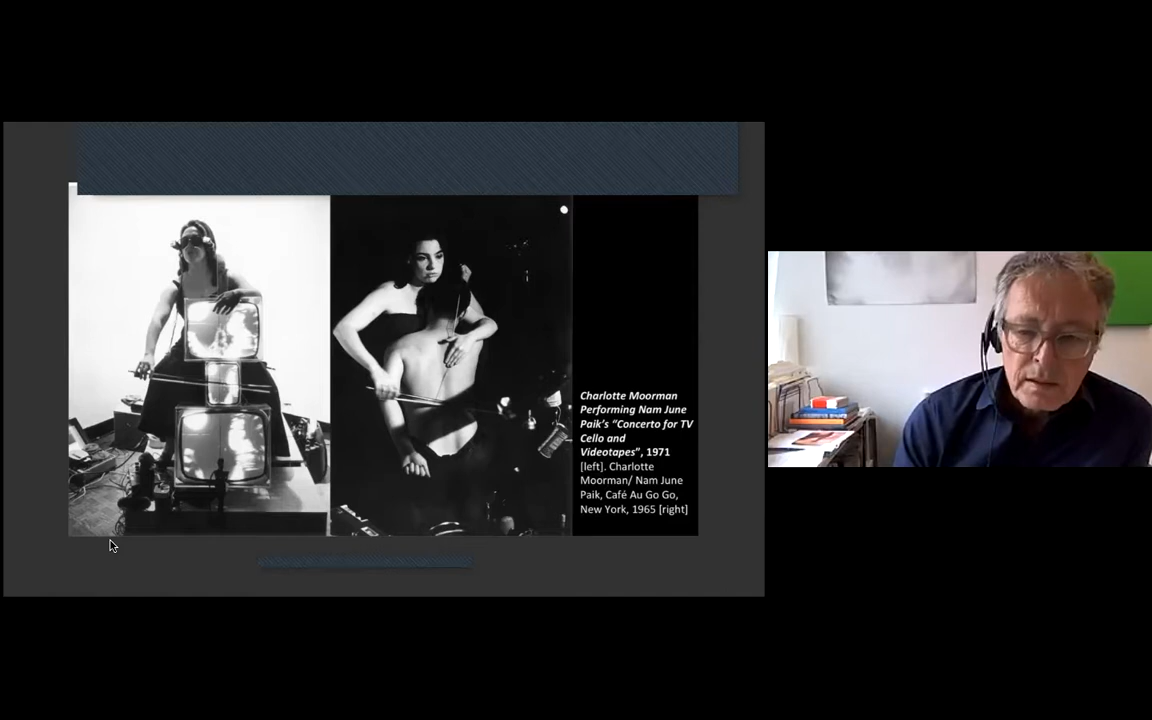 Charlotte Moorman
Performing Nam June
Paik's “Concerto for TV
Cello and
Videotapes”, 1971
[left]. Charlotte
Moorman/ Nam June
Paik, Café Au Go Go,
New York, 1965 [right]